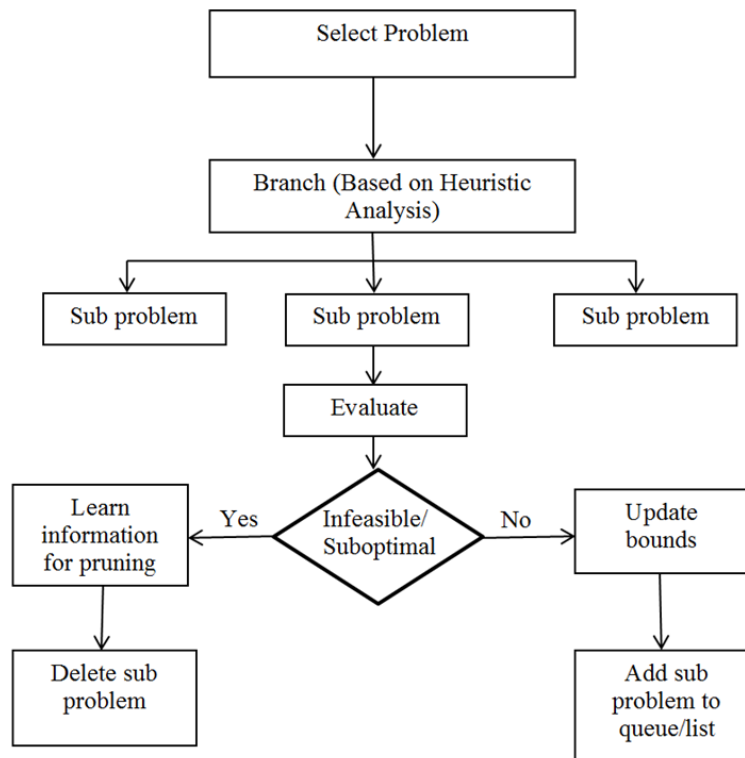 Select Problem
Branch (Based on Heuristic
Analysis)
Sub problem
Sub problem
Sub problem
Evaluate
Learn
information
for pruning
Yes
Infeasible/
Suboptimal
No
Update
bounds
Delete sub
problem
Add sub
problem to
queue/list